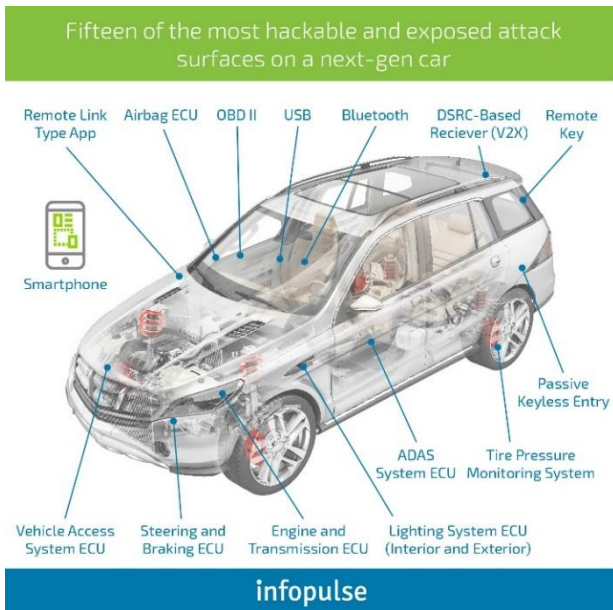 Fifteen of the most hackable and exposed attack
surfaces on a next-gen car
Remote Link
Type App
Airbag ECU
OBD II
USB
Bluetooth
DSRC-Based
Reciever (V2X)
Remote
Key
Smartphone
Passive
Keyless Entry
ADAS
System ECU
Tire Pressure
Monitoring System
Vehicle Access
System ECU
Steering and
Braking ECU
Engine and
Transmission ECU
Lighting System ECU
(Interior and Exterior)
infopulse